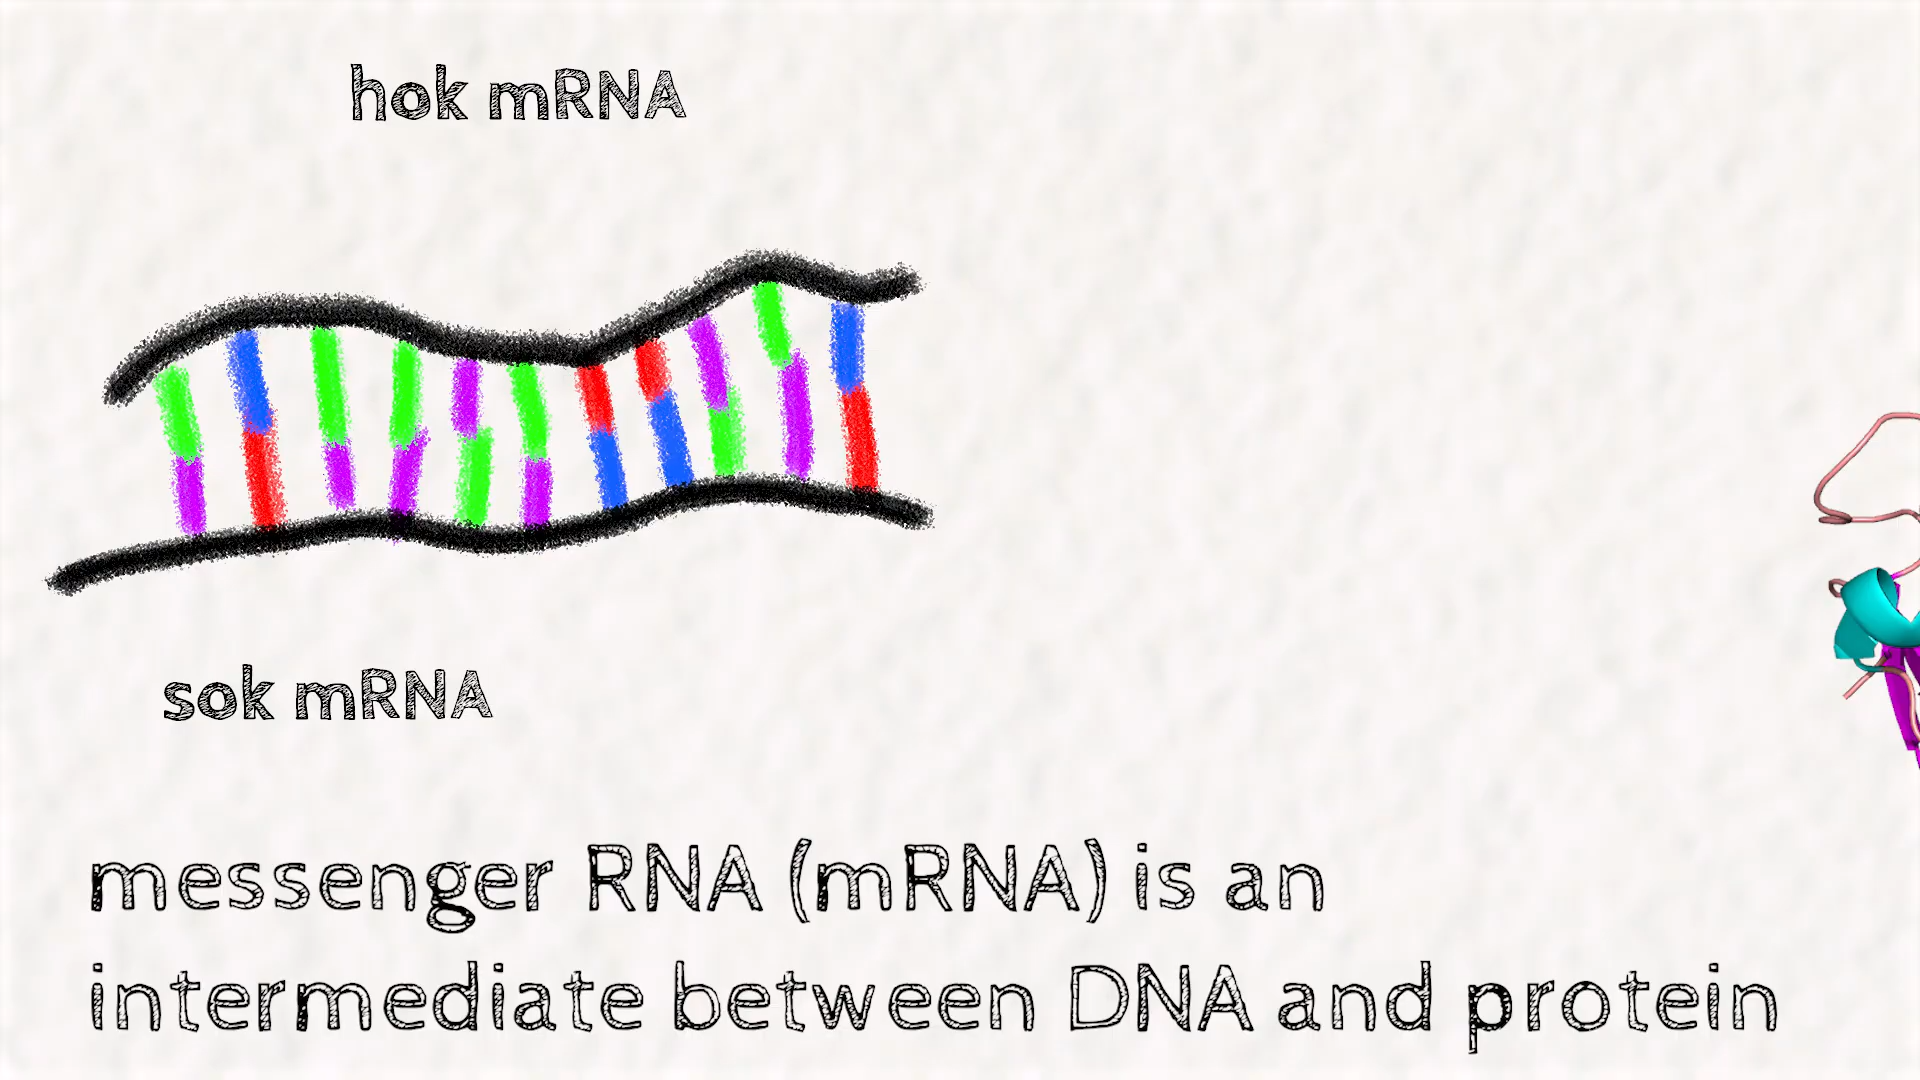 hok mRNA
sok mRNA
messenger RNA (mRNA) is an
intermediate between DNA and protein